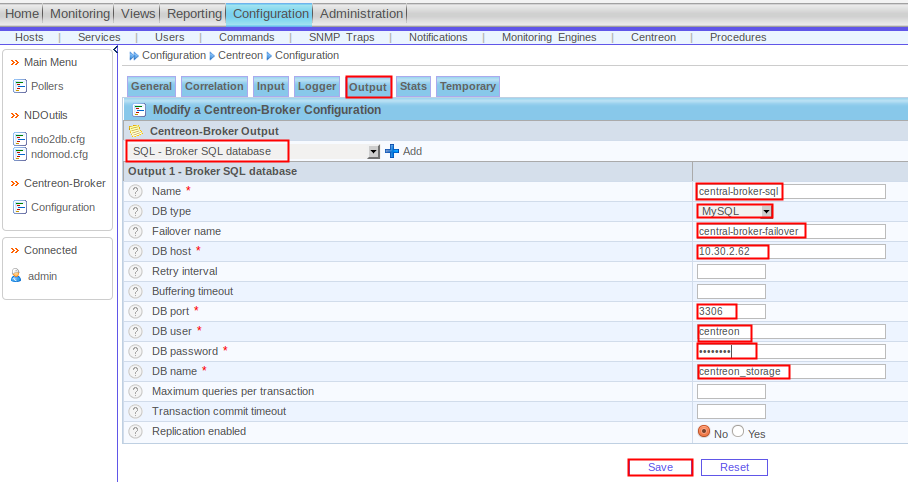 Home Monitoring Views Reporting Configuration Administration
Hosts | Services | Users | Commands | SNMP Traps | Notifications | Monitoring Engines | Centreon | Procedures
Main Menu
Pollers
NDOutils
ndo2db.cfg
ndomod.cfg
Centreon-Broker
Configuration
Connected
admin
Configuration Centreon Configuration
General Correlation Input Logger Output Stats Temporary
Modify a Centreon-Broker Configuration
Centreon-Broker Output
SQL - Broker SQL database Add
Output 1 - Broker SQL database
? Name * central-broker-sql
? DB type MySQL
? Failover name central-broker-failover
? DB host * 10.30.2.62
? Retry interval
? Buffering timeout
? DB port * 3306
? DB user * centreon
? DB password * ••••••••
? DB name * centreon_storage
? Maximum queries per transaction
? Transaction commit timeout
? Replication enabled No Yes
Save Reset